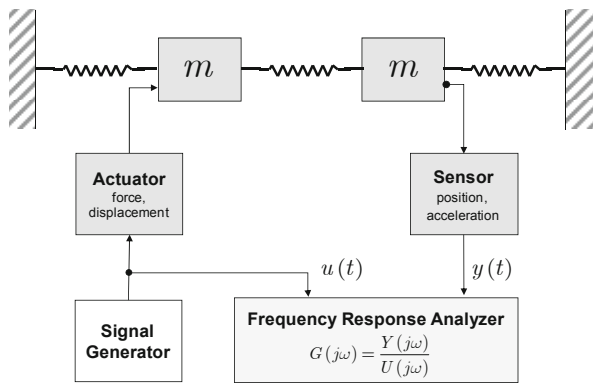 m
m
Actuator
force,
displacement
Sensor
position,
acceleration
u(t)
y(t)
Signal
Generator
Frequency Response Analyzer
G(jω) = Y(jω) / U(jω)